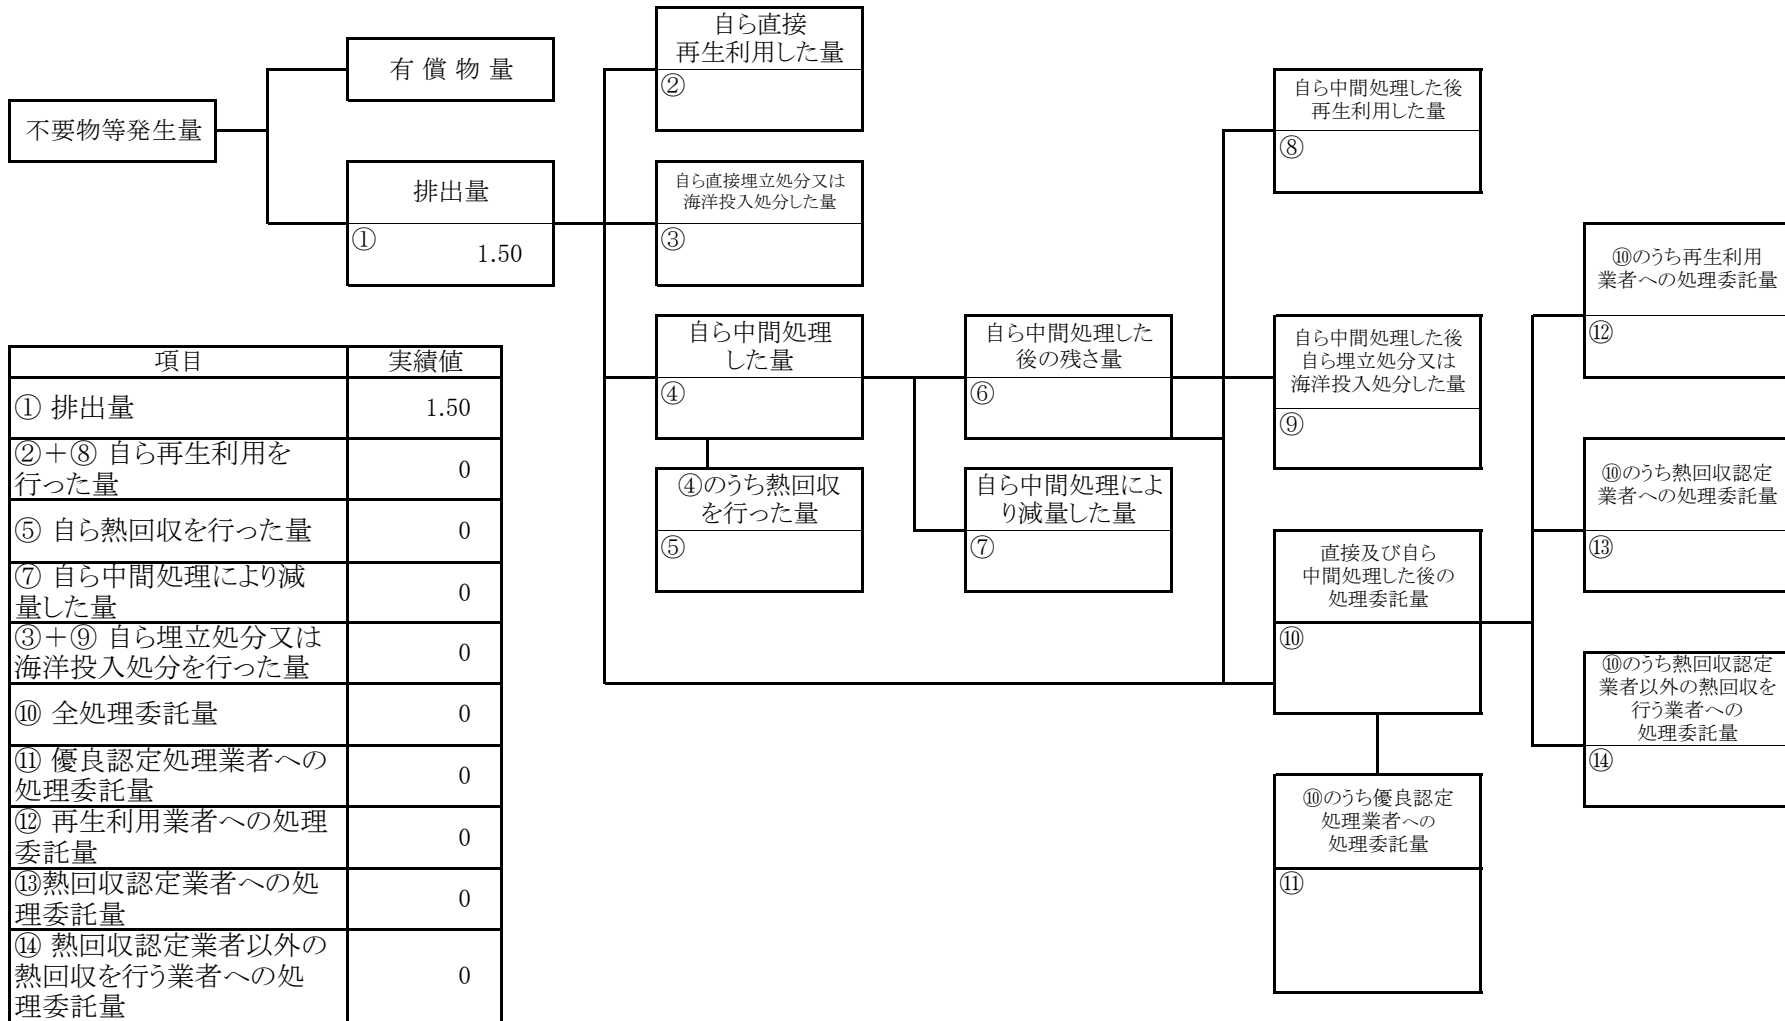 不要物等発生量
有 償 物 量
排出量
①
1.50
自ら直接
再生利用した量
②
自ら直接埋立処分又は
海洋投入処分した量
③
自ら中間処理
した量
④
④のうち熱回収
を行った量
⑤
自ら中間処理した
後の残さ量
⑥
自ら中間処理によ
り減量した量
⑦
自ら中間処理した後
再生利用した量
⑧
自ら中間処理した後
自ら埋立処分又は
海洋投入処分した量
⑨
直接及び自ら
中間処理した後の
処理委託量
⑩
⑩のうち優良認定
処理業者への
処理委託量
⑪
⑩のうち再生利用
業者への処理委託量
⑫
⑩のうち熱回収認定
業者への処理委託量
⑬
⑩のうち熱回収認定
業者以外の熱回収を
行う業者への
処理委託量
⑭
項目 実績値
① 排出量 1.50
②+⑧ 自ら再生利用を
行った量 0
⑤ 自ら熱回収を行った量 0
⑦ 自ら中間処理により減
量した量 0
③+⑨ 自ら埋立処分又は
海洋投入処分を行った量 0
⑩ 全処理委託量 0
⑪ 優良認定処理業者への
処理委託量 0
⑫ 再生利用業者への処理
委託量 0
⑬熱回収認定業者への処
理委託量 0
⑭ 熱回収認定業者以外の
熱回収を行う業者への処 0
理委託量